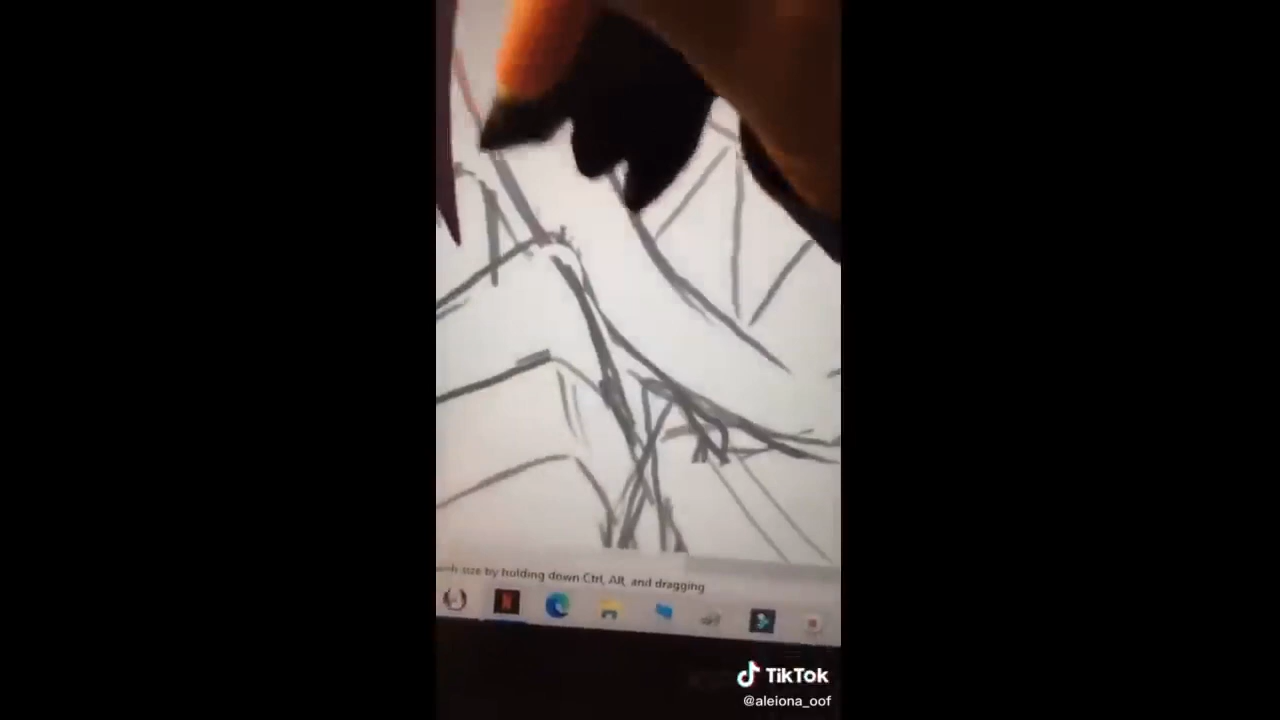 size by holding down Ctrl, Alt, and dragging
TikTok
@aleiona_oof